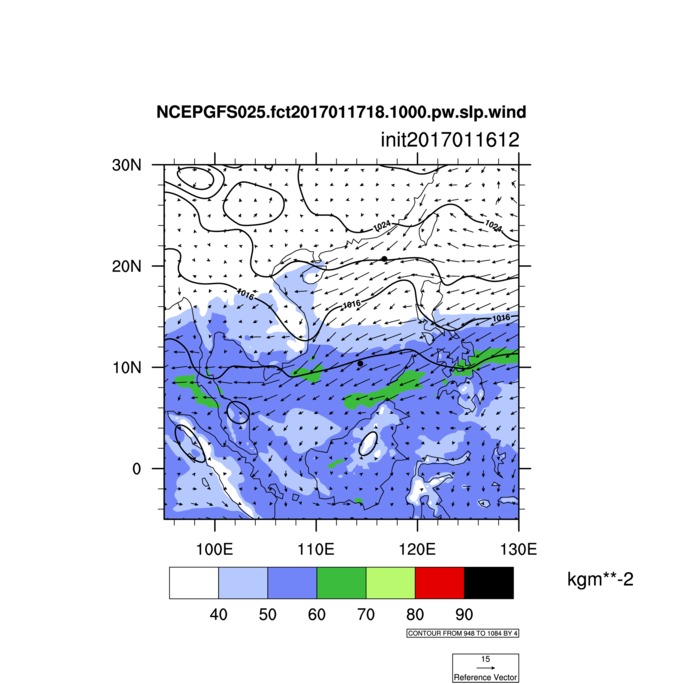 NCEPGFS025.fct2017011718.1000.pw.slp.wind
init2017011612
30N
1024
1024
20N
1016
1016
1016
10N
0
100E
110E
120E
130E
kgm**-2
40
50
60
70
80
90
CONTOUR FROM 948 TO 1084 BY 4
15
Reference Vector